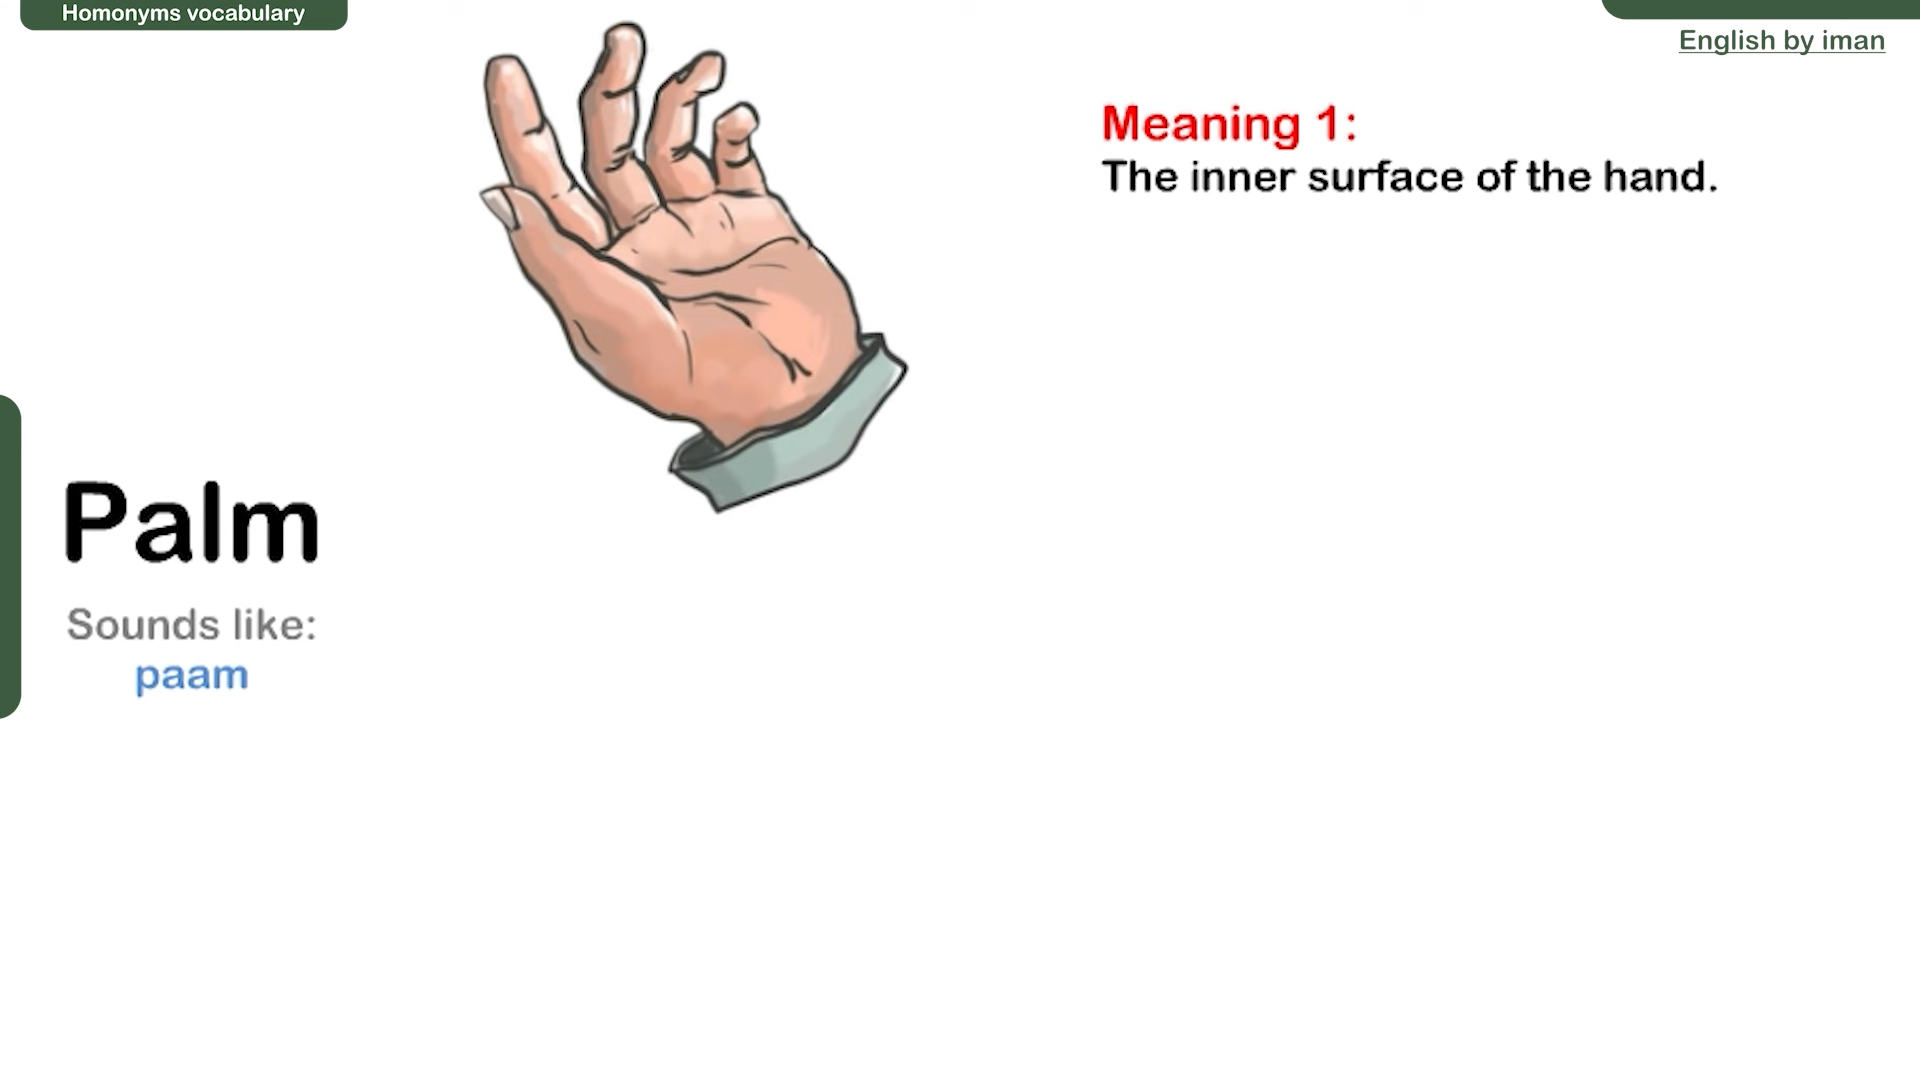 Homonyms vocabulary
English by iman
Meaning 1:
The inner surface of the hand.
Palm
Sounds like:
paam